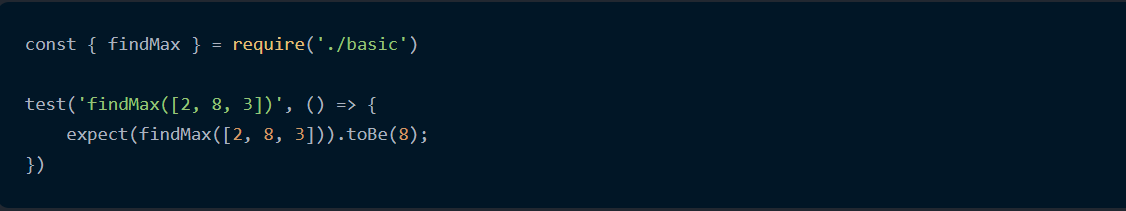 const { findMax } = require('./basic')
test('findMax([2, 8, 3])', () => {
    expect(findMax([2, 8, 3])).toBe(8);
})